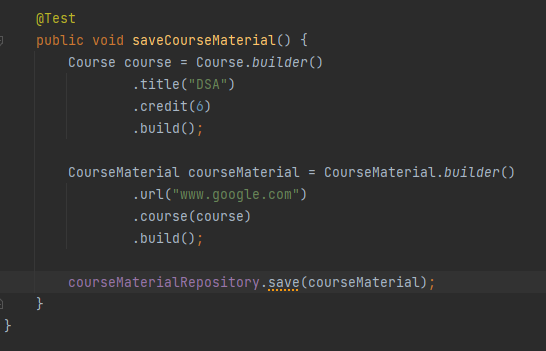 @Test
public void saveCourseMaterial() {
    Course course = Course.builder()
            .title("DSA")
            .credit(6)
            .build();

    CourseMaterial courseMaterial = CourseMaterial.builder()
            .url("www.google.com")
            .course(course)
            .build();

    courseMaterialRepository.save(courseMaterial);
}
}